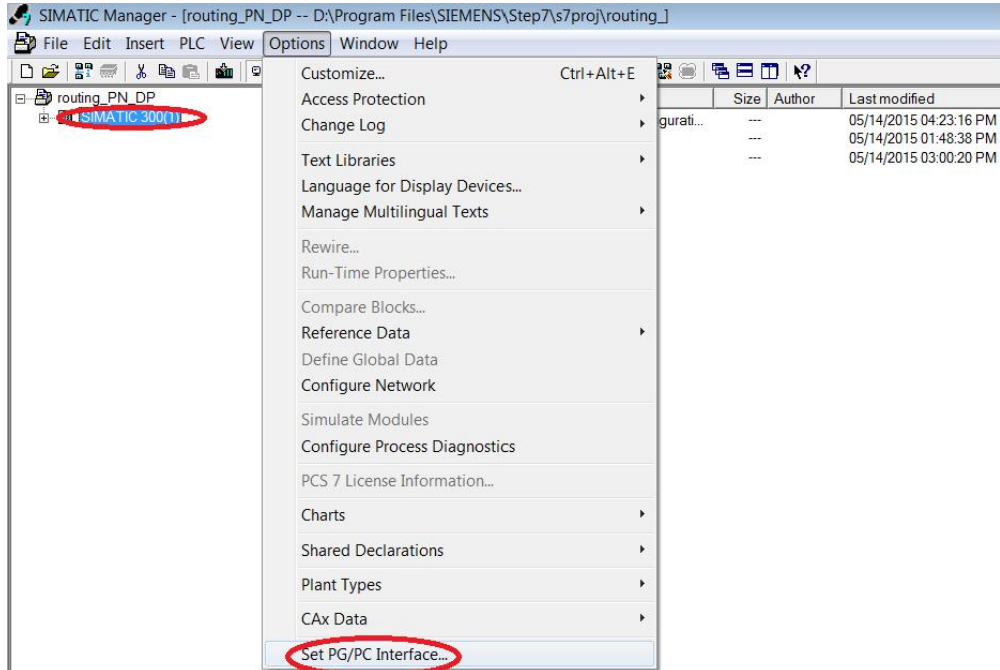 SIMATIC Manager - [routing_PN_DP -- D:\Program Files\SIEMENS\Step7\s7proj\routing_]
File Edit Insert PLC View Options Window Help
routing_PN_DP
SIMATIC 300(1)
Size Author Last modified
gurati... --- 05/14/2015 04:23:16 PM
--- 05/14/2015 01:48:38 PM
--- 05/14/2015 03:00:20 PM
Customize... Ctrl+Alt+E
Access Protection
Change Log
Text Libraries
Language for Display Devices...
Manage Multilingual Texts
Rewire...
Run-Time Properties...
Compare Blocks...
Reference Data
Define Global Data
Configure Network
Simulate Modules
Configure Process Diagnostics
PCS 7 License Information...
Charts
Shared Declarations
Plant Types
CAx Data
Set PG/PC Interface...